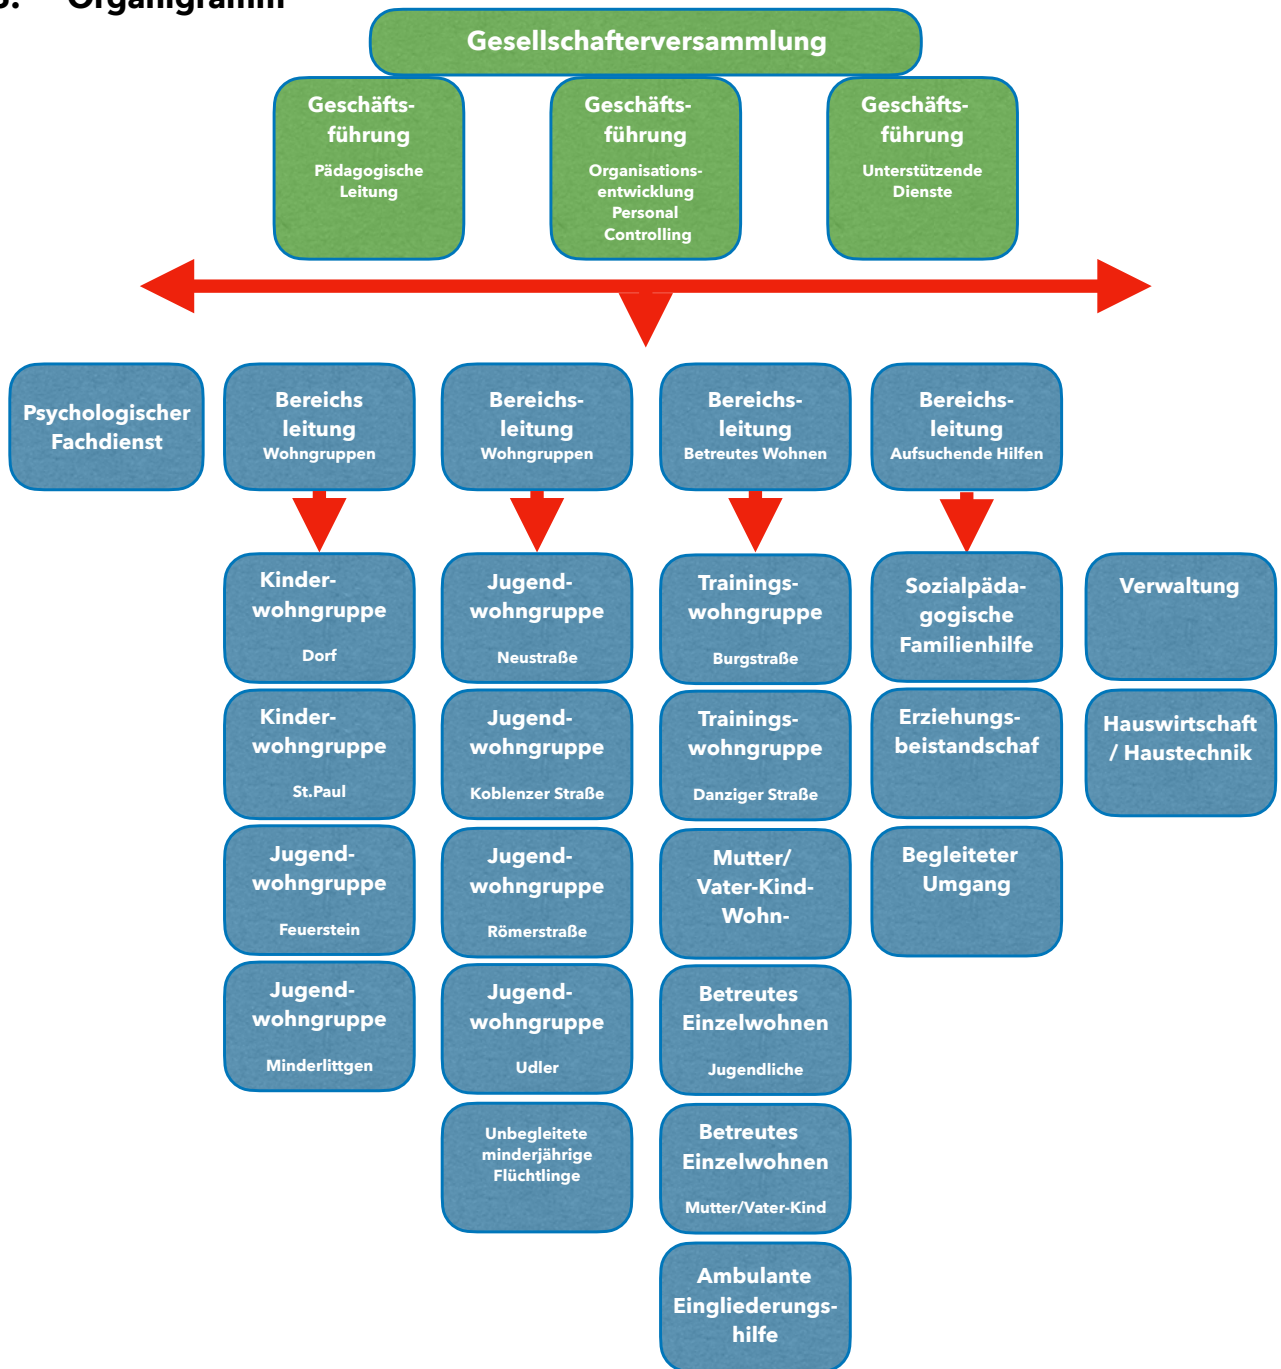 Organigramm
Gesellschafterversammlung
Geschäfts-
führung
Pädagogische
Leitung
Geschäfts-
führung
Organisations-
entwicklung
Personal
Controlling
Geschäfts-
führung
Unterstützende
Dienste
Psychologischer
Fachdienst
Bereichs
leitung
Wohngruppen
Bereichs-
leitung
Wohngruppen
Bereichs-
leitung
Betreutes Wohnen
Bereichs-
leitung
Aufsuchende Hilfen
Kinder-
wohngruppe
Dorf
Jugend-
wohngruppe
Neustraße
Trainings-
wohngruppe
Burgstraße
Sozialpäda-
gogische
Familienhilfe
Verwaltung
Kinder-
wohngruppe
St.Paul
Jugend-
wohngruppe
Koblenzer Straße
Trainings-
wohngruppe
Danziger Straße
Erziehungs-
beistandschaf
Hauswirtschaft
/ Haustechnik
Jugend-
wohngruppe
Feuerstein
Jugend-
wohngruppe
Römerstraße
Mutter/
Vater-Kind-
Wohn-
Begleiteter
Umgang
Jugend-
wohngruppe
Minderlittgen
Jugend-
wohngruppe
Udler
Betreutes
Einzelwohnen
Jugendliche
Unbegleitete
minderjährige
Flüchtlinge
Betreutes
Einzelwohnen
Mutter/Vater-Kind
Ambulante
Eingliederungs-
hilfe